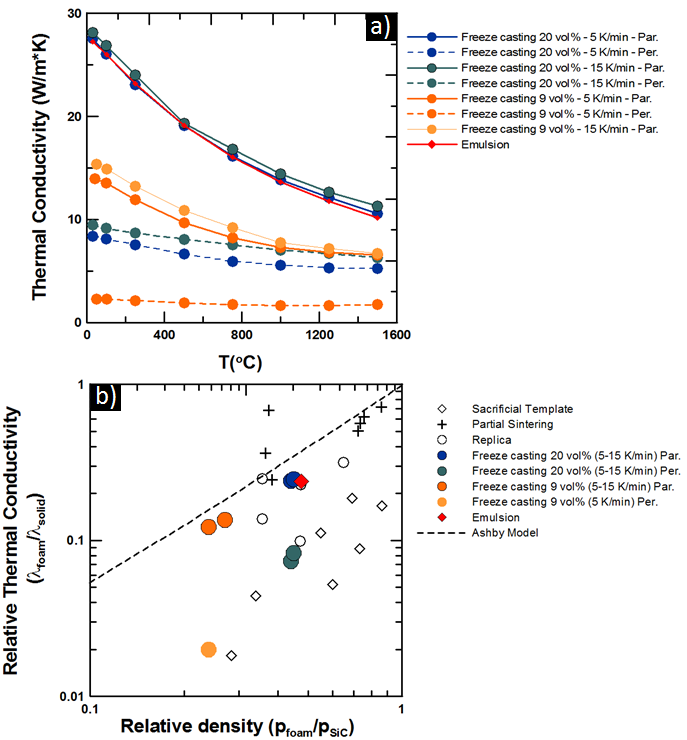 a)
30
20
10
0
0
400
800
1200
1600
Thermal Conductivity (W/m*K)
T(ºC)
Freeze casting 20 vol% - 5 K/min - Par.
Freeze casting 20 vol% - 5 K/min - Per.
Freeze casting 20 vol% - 15 K/min - Par.
Freeze casting 20 vol% - 15 K/min - Per.
Freeze casting 9 vol% - 5 K/min - Par.
Freeze casting 9 vol% - 5 K/min - Per.
Freeze casting 9 vol% - 15 K/min - Par.
Emulsion
b)
1
0.1
0.01
0.1
1
Relative Thermal Conductivity
(λfoam/λsolid)
Relative density (pfoam/pSiC)
Sacrificial Template
Partial Sintering
Replica
Freeze casting 20 vol% (5-15 K/min) Par.
Freeze casting 20 vol% (5-15 K/min) Per.
Freeze casting 9 vol% (5-15 K/min) Par.
Freeze casting 9 vol% (5 K/min) Per.
Emulsion
Ashby Model